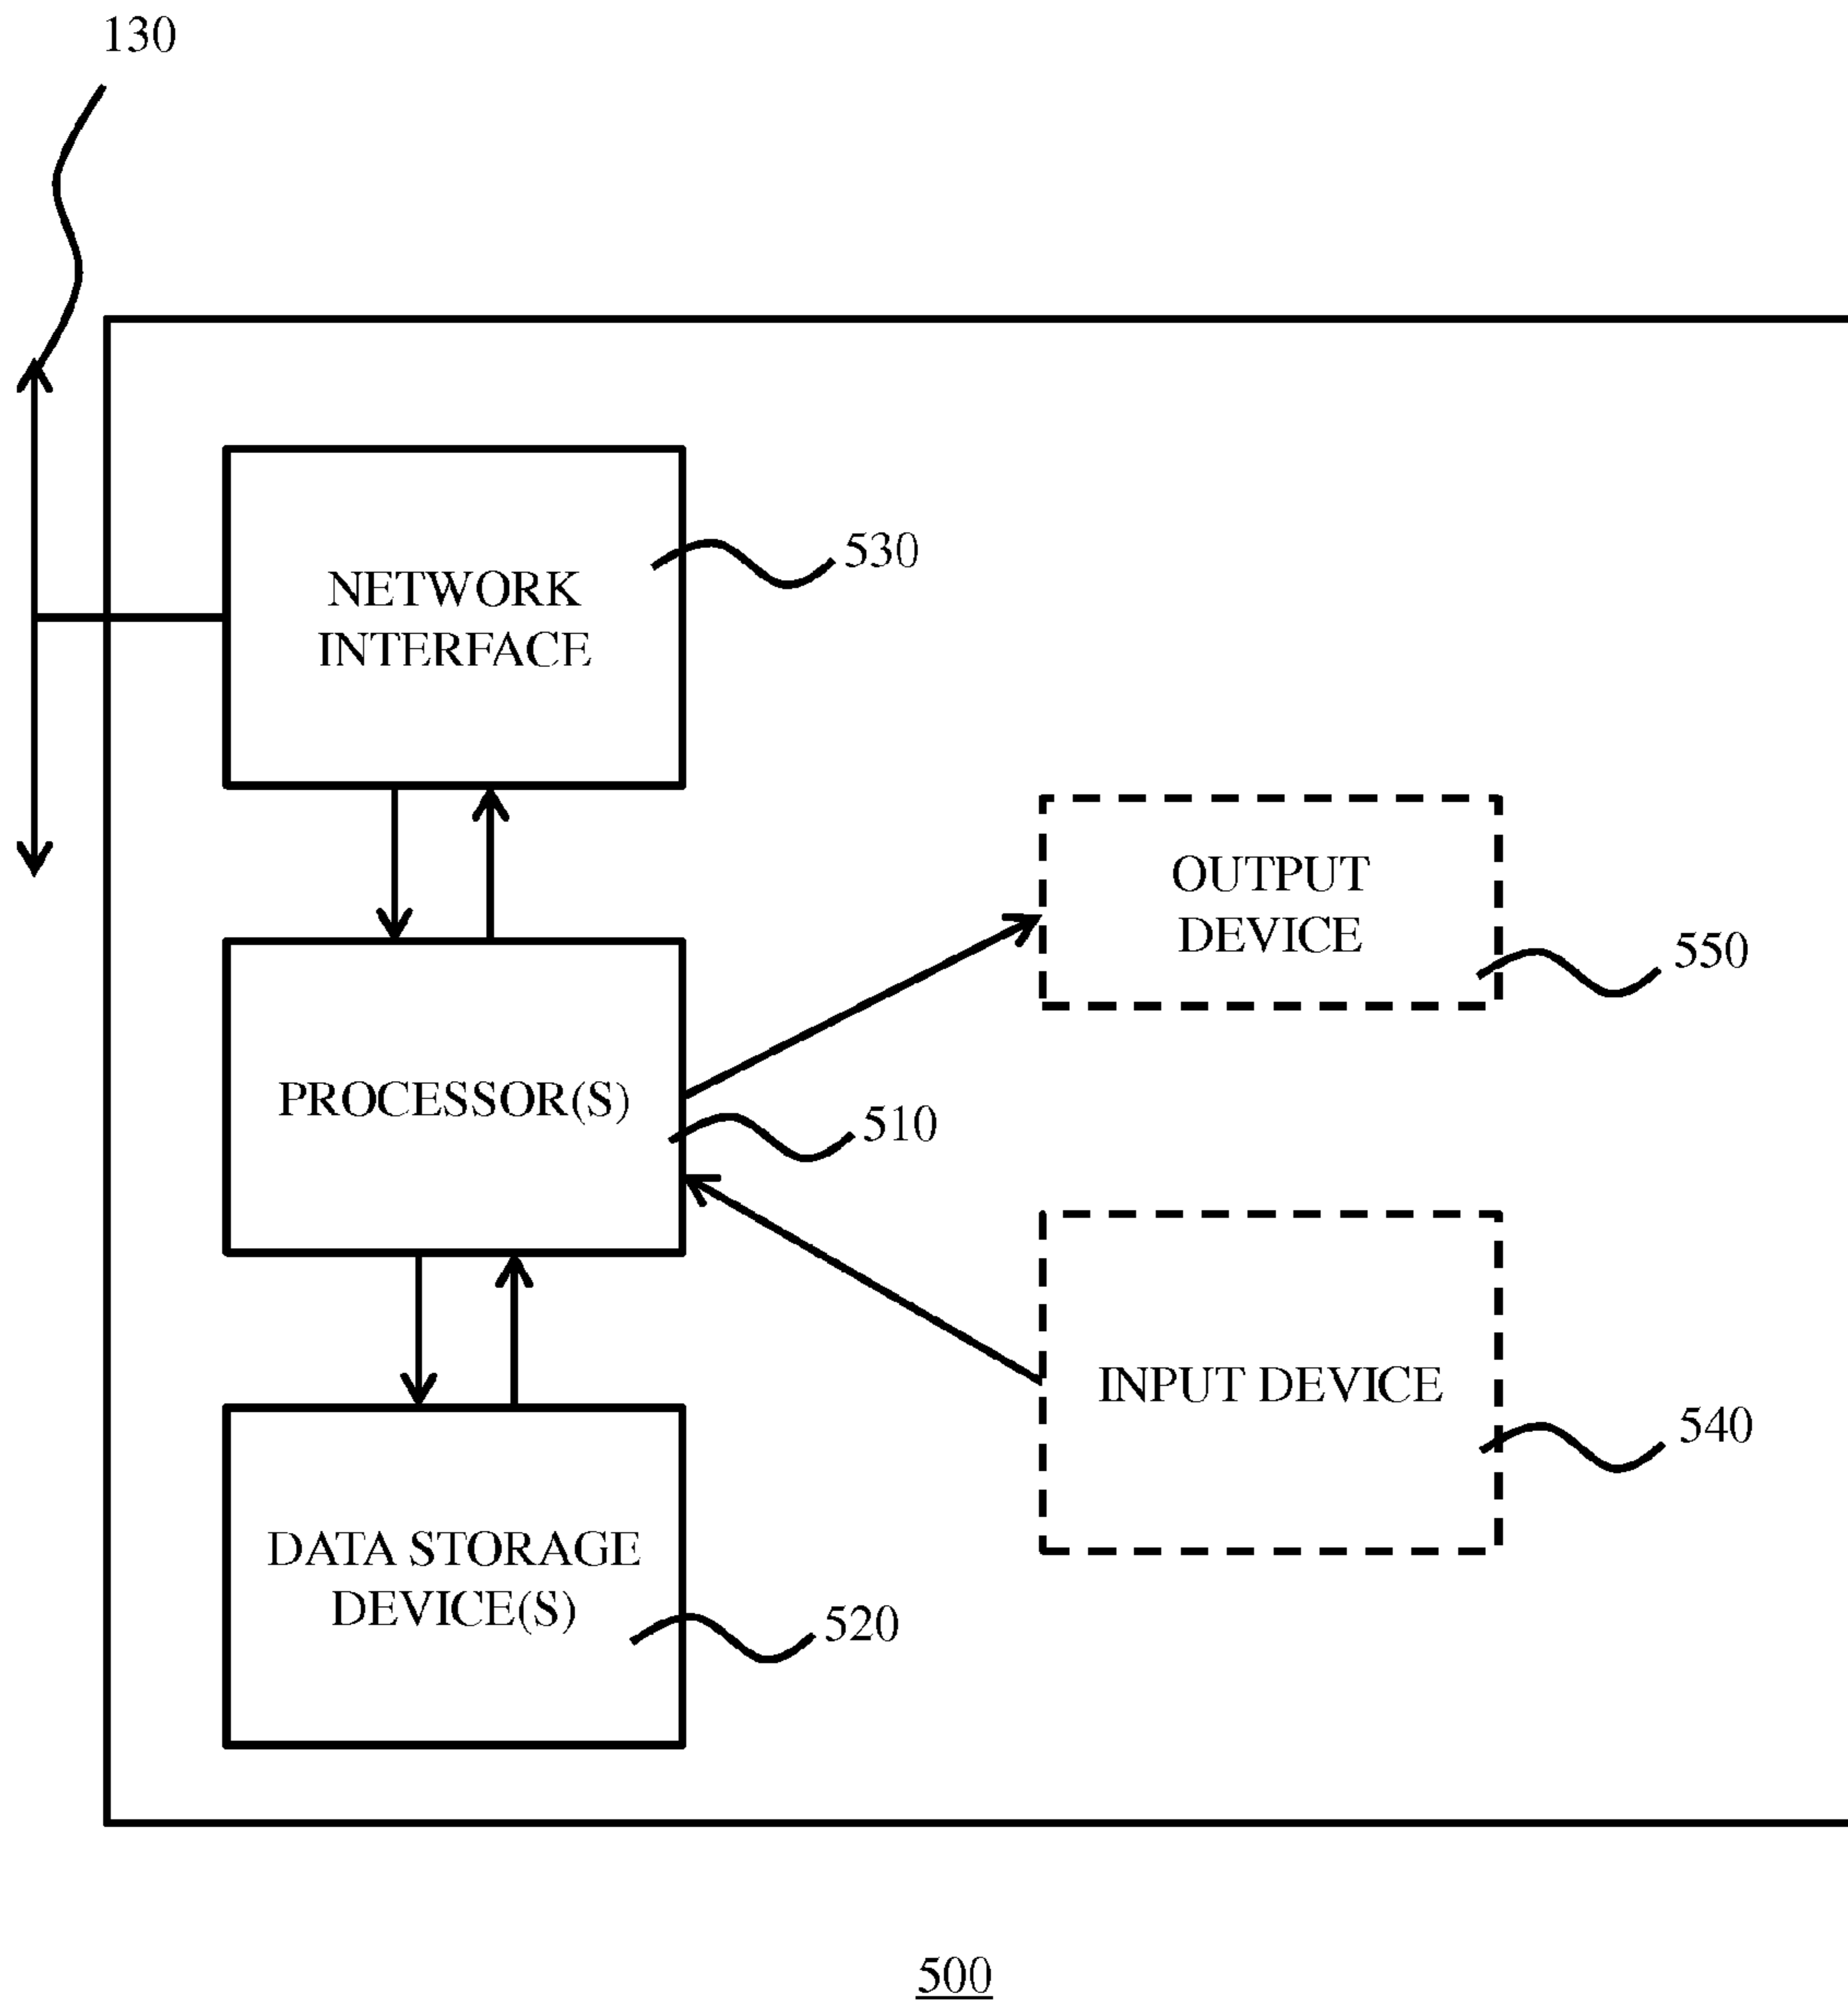 130
NETWORK
INTERFACE
530
OUTPUT
DEVICE
550
PROCESSOR(S)
510
INPUT DEVICE
540
DATA STORAGE
DEVICE(S)
520
500